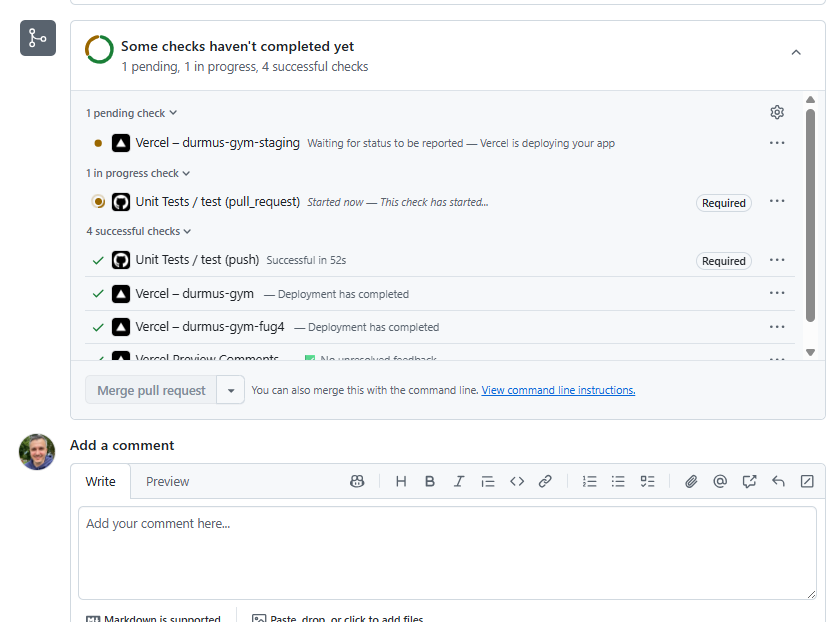 Some checks haven't completed yet
1 pending, 1 in progress, 4 successful checks
1 pending check
Vercel – durmus-gym-staging Waiting for status to be reported — Vercel is deploying your app
1 in progress check
Unit Tests / test (pull_request) Started now — This check has started... Required
4 successful checks
Unit Tests / test (push) Successful in 52s Required
Vercel – durmus-gym — Deployment has completed
Vercel – durmus-gym-fug4 — Deployment has completed
Vercel Preview Comments No unresolved feedback
Merge pull request You can also merge this with the command line. View command line instructions.
Add a comment
Write Preview
Add your comment here...
Markdown is supported Paste, drop, or click to add files